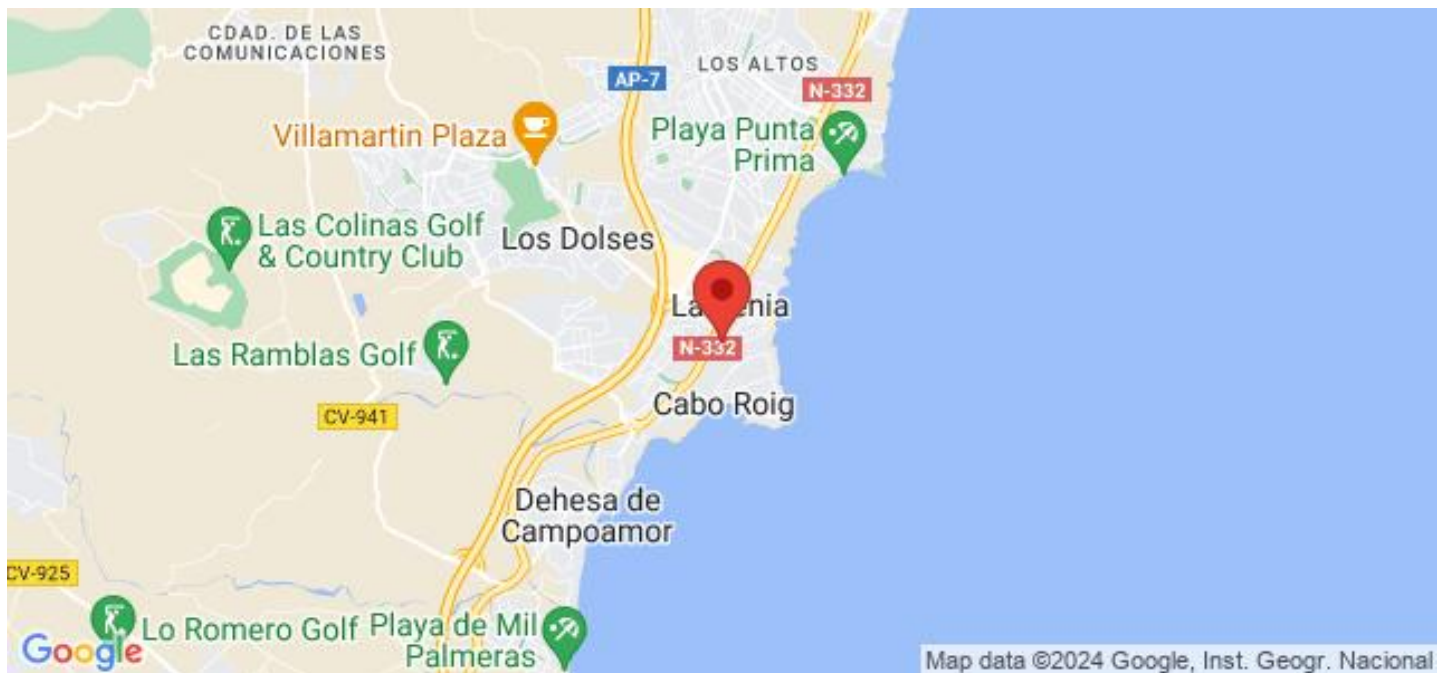 CDAD. DE LAS
COMUNICACIONES
LOS ALTOS
AP-7
N-332
Villamartin Plaza
Playa Punta
Prima
Las Colinas Golf
& Country Club
Los Dolses
N-332
Las Ramblas Golf
Cabo Roig
CV-941
Dehesa de
Campoamor
CV-925
Lo Romero Golf
Playa de Mil
Palmeras
Google
Map data ©2024 Google, Inst. Geogr. Nacional